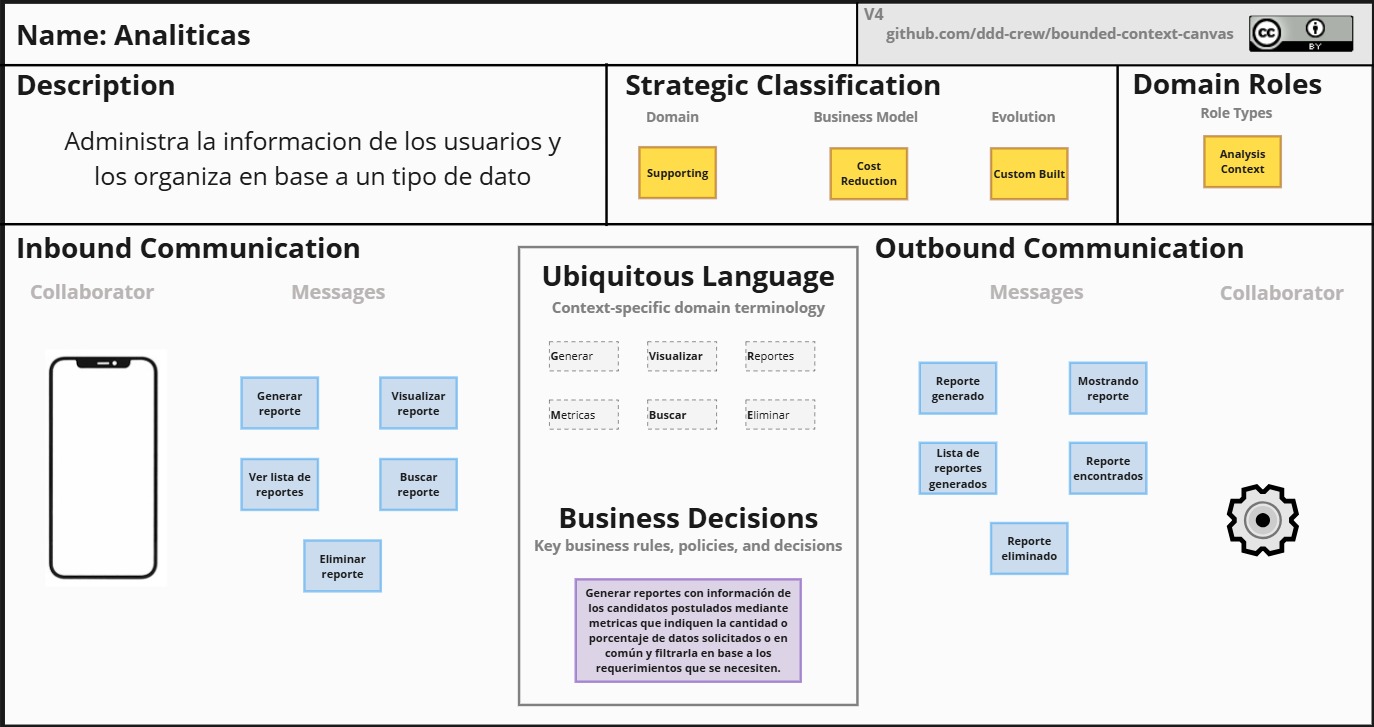 Name: Analiticas
V4
github.com/ddd-crew/bounded-context-canvas
cc
BY
Description
Administra la informacion de los usuarios y
los organiza en base a un tipo de dato
Strategic Classification
Domain
Business Model
Evolution
Supporting
Cost
Reduction
Custom Built
Domain Roles
Role Types
Analysis
Context
Inbound Communication
Collaborator
Messages
Generar
reporte
Visualizar
reporte
Ver lista de
reportes
Buscar
reporte
Eliminar
reporte
Ubiquitous Language
Context-specific domain terminology
Generar
Visualizar
Reportes
Metricas
Buscar
Eliminar
Business Decisions
Key business rules, policies, and decisions
Generar reportes con información de
los candidatos postulados mediante
metricas que indiquen la cantidad o
porcentaje de datos solicitados o en
común y filtrarla en base a los
requerimientos que se necesiten.
Outbound Communication
Messages
Collaborator
Reporte
generado
Mostrando
reporte
Lista de
reportes
generados
Reporte
encontrados
Reporte
eliminado